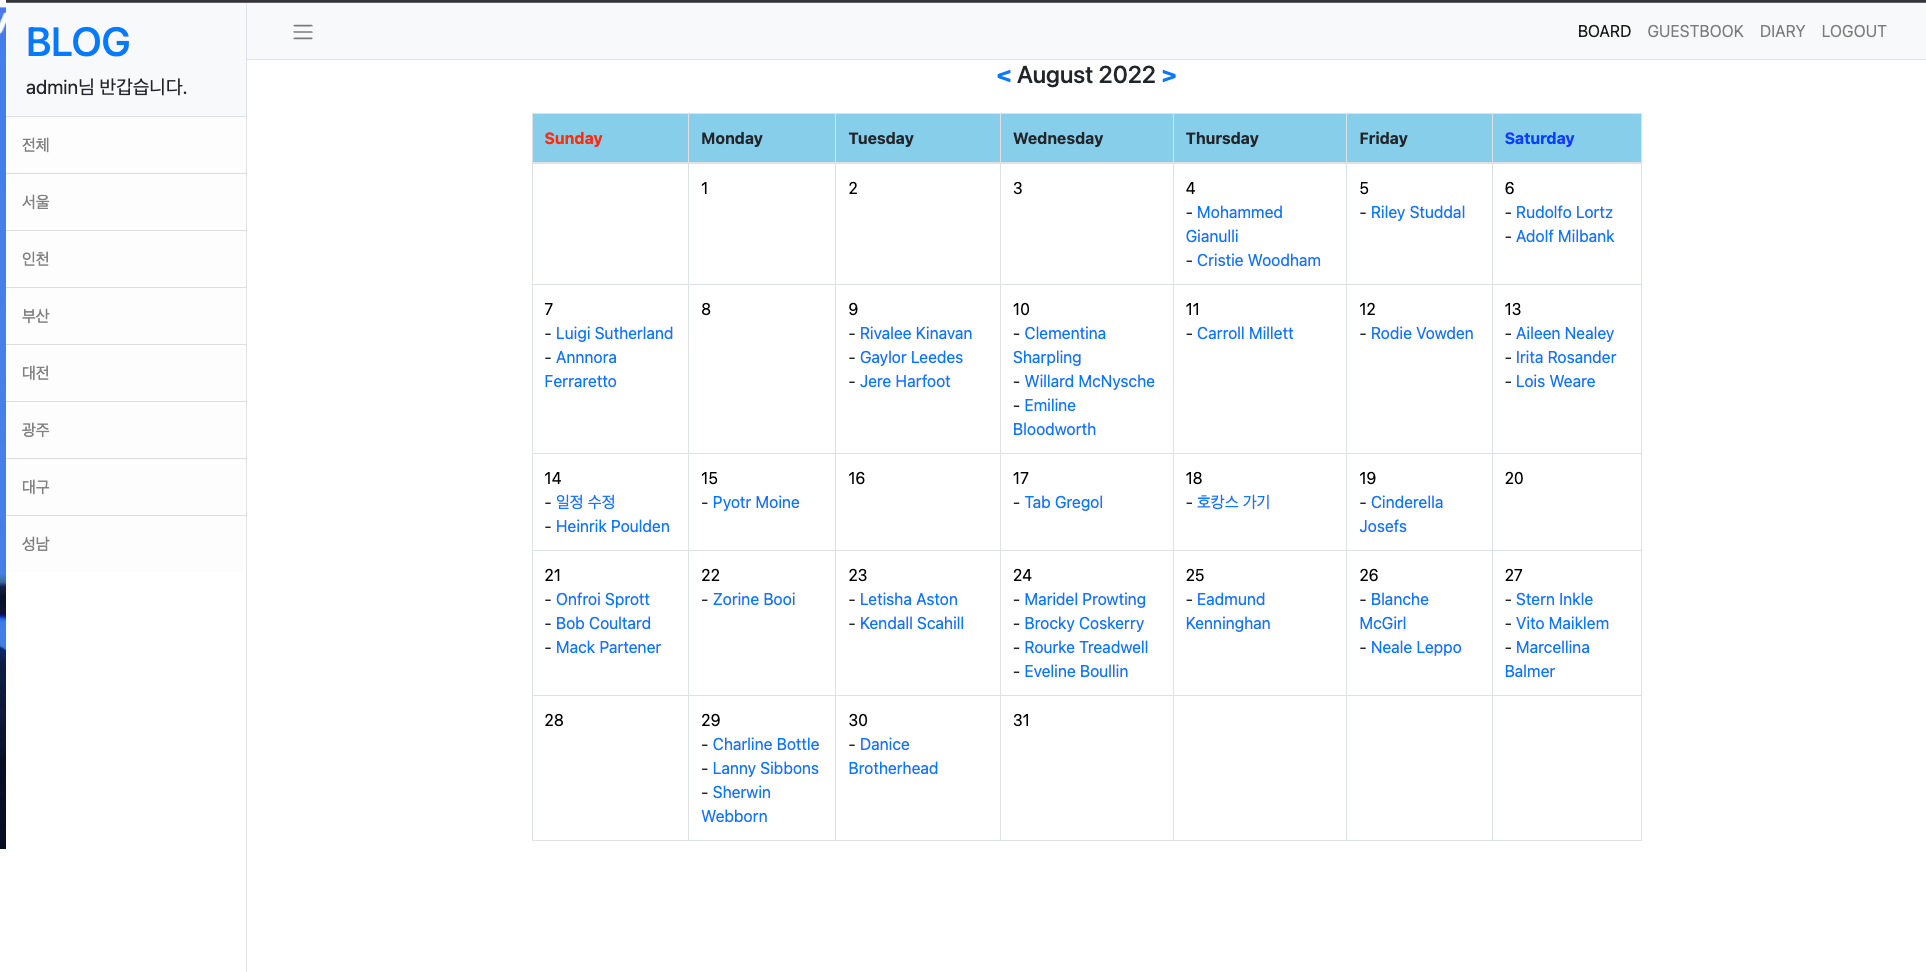 BLOG
admin님 반갑습니다.
전체
서울
인천
부산
대전
광주
대구
성남
BOARD GUESTBOOK DIARY LOGOUT
< August 2022 >
Sunday Monday Tuesday Wednesday Thursday Friday Saturday
1
2
3
4
- Mohammed
Gianulli
- Cristie Woodham
5
- Riley Studdal
6
- Rudolfo Lortz
- Adolf Milbank
7
- Luigi Sutherland
- Annnora
Ferraretto
8
9
- Rivalee Kinavan
- Gaylor Leedes
- Jere Harfoot
10
- Clementina
Sharpling
- Willard McNysche
- Emiline
Bloodworth
11
- Carroll Millett
12
- Rodie Vowden
13
- Aileen Nealey
- Irita Rosander
- Lois Weare
14
- 일정 수정
- Heinrik Poulden
15
- Pyotr Moine
16
17
- Tab Gregol
18
- 호캉스 가기
19
- Cinderella
Josefs
20
21
- Onfroi Sprott
- Bob Coultard
- Mack Partener
22
- Zorine Booi
23
- Letisha Aston
- Kendall Scahill
24
- Maridel Prowting
- Brocky Coskerry
- Rourke Treadwell
- Eveline Boullin
25
- Eadmund
Kenninghan
26
- Blanche
McGirl
- Neale Leppo
27
- Stern Inkle
- Vito Maiklem
- Marcellina
Balmer
28
29
- Charline Bottle
- Lanny Sibbons
- Sherwin
Webborn
30
- Danice
Brotherhead
31